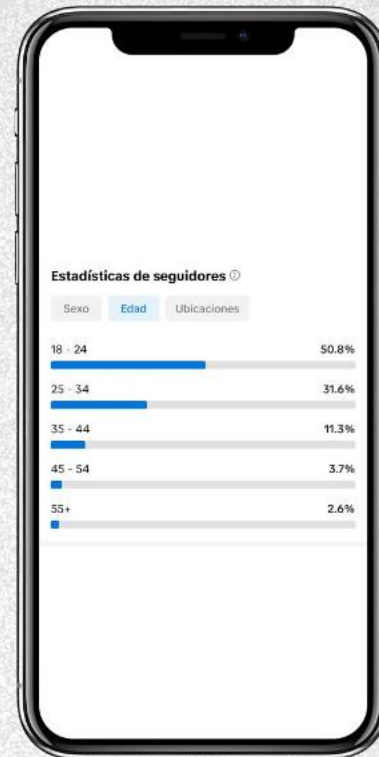 Estadísticas de seguidores ⓘ
Sexo Edad Ubicaciones
18 - 24 50.8%
25 - 34 31.6%
35 - 44 11.3%
45 - 54 3.7%
55+ 2.6%